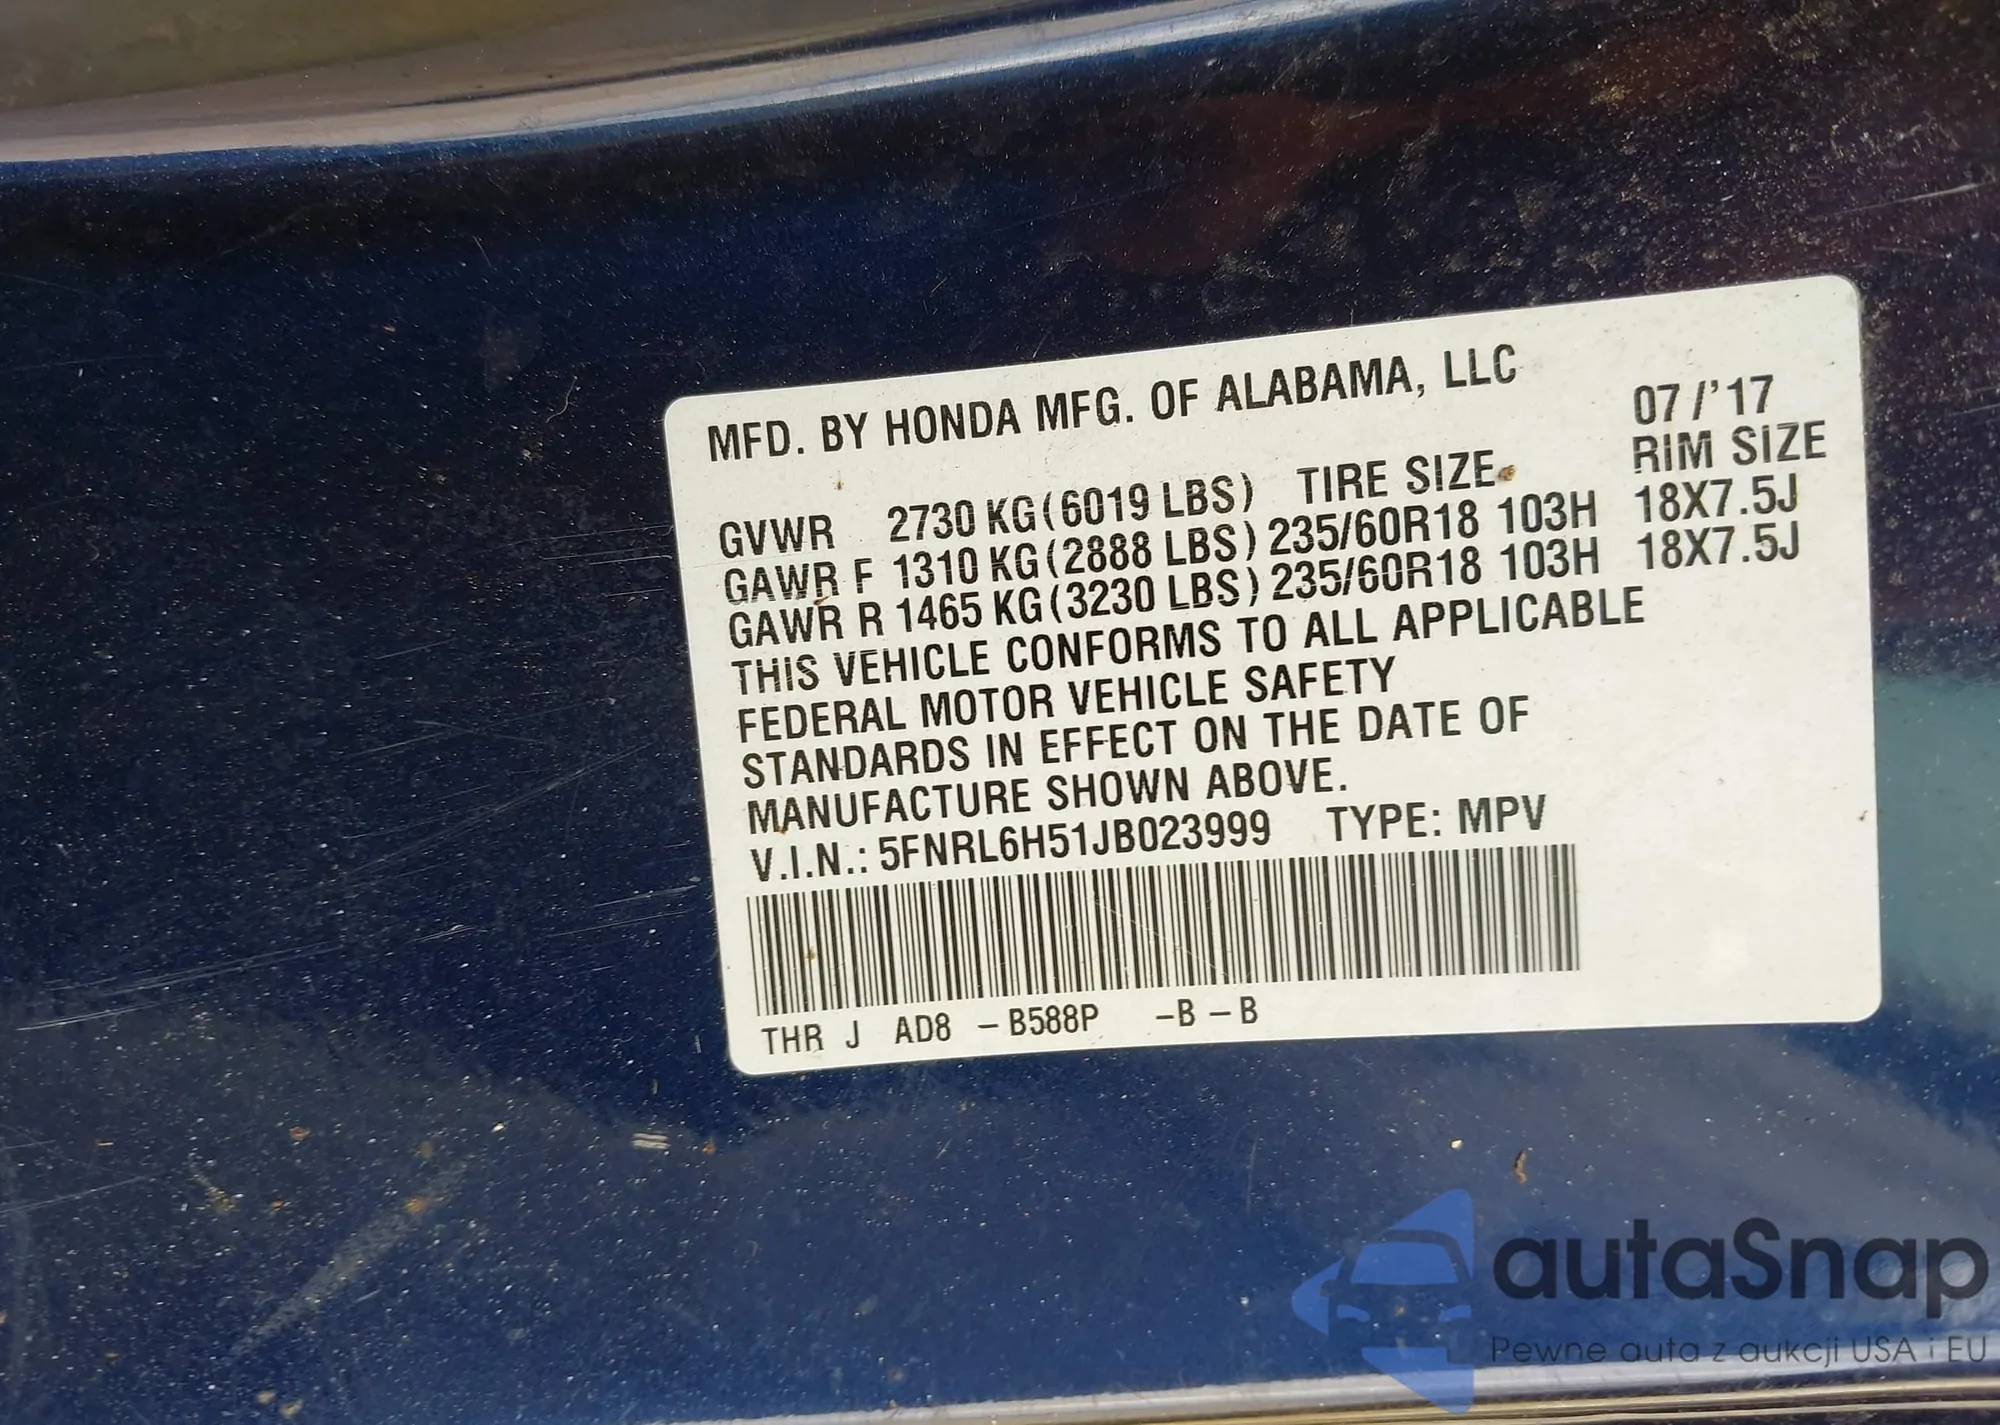 MFD. BY HONDA MFG. OF ALABAMA, LLC
07/'17
GVWR 2730 KG(6019 LBS) TIRE SIZE RIM SIZE
GAWR F 1310 KG(2888 LBS) 235/60R18 103H 18X7.5J
GAWR R 1465 KG(3230 LBS) 235/60R18 103H 18X7.5J
THIS VEHICLE CONFORMS TO ALL APPLICABLE
FEDERAL MOTOR VEHICLE SAFETY
STANDARDS IN EFFECT ON THE DATE OF
MANUFACTURE SHOWN ABOVE.
V.I.N.: 5FNRL6H51JB023999 TYPE: MPV
THR J AD8 -B588P -B-B
autaSnap
Pewne auta z aukcji USA i EU